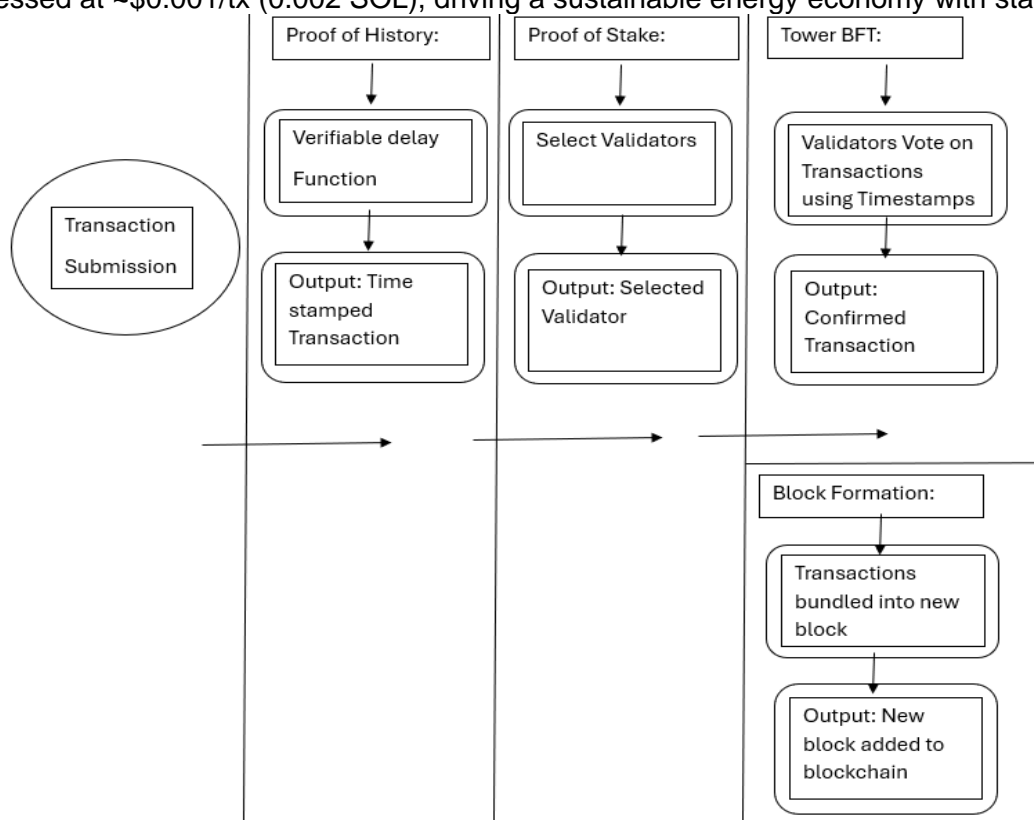 essed at ~$0.001/tx (0.002 SOL), driving a sustainable energy economy with sta
Transaction
Submission
Proof of History:
Verifiable delay
Function
Output: Time
stamped
Transaction
Proof of Stake:
Select Validators
Output: Selected
Validator
Tower BFT:
Validators Vote on
Transactions
using Timestamps
Output:
Confirmed
Transaction
Block Formation:
Transactions
bundled into new
block
Output: New
block added to
blockchain